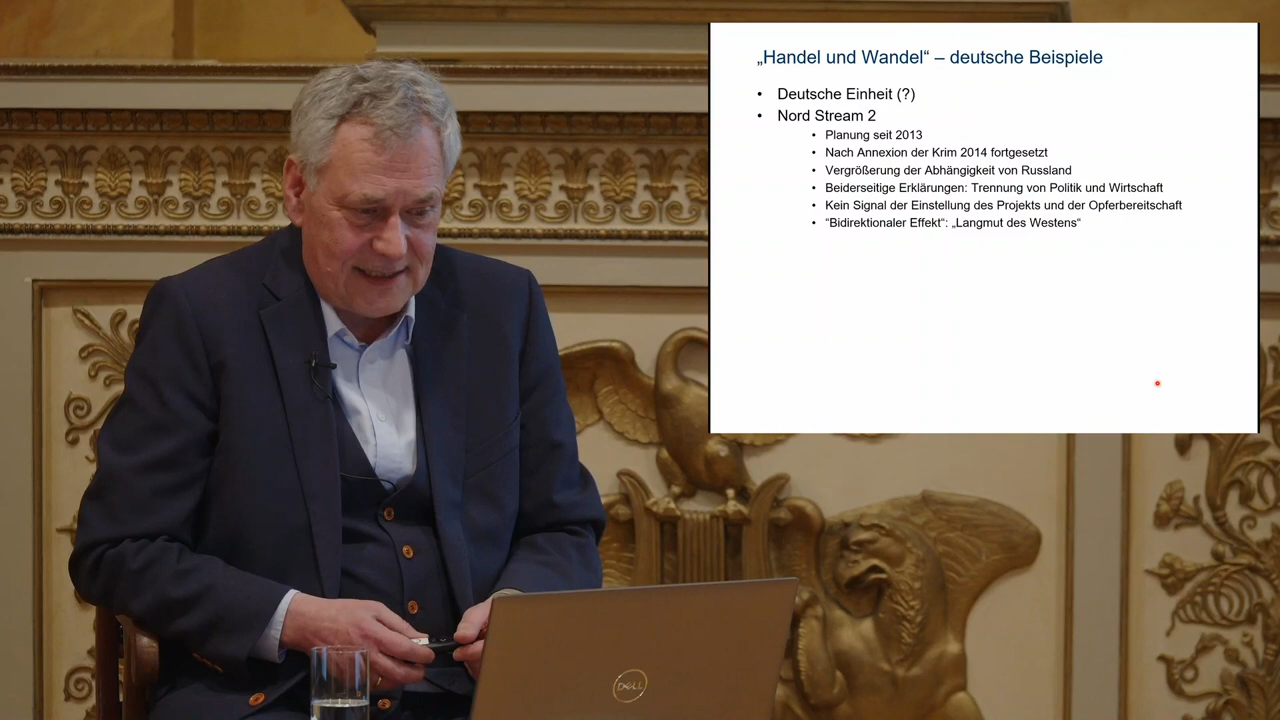 „Handel und Wandel“ – deutsche Beispiele
• Deutsche Einheit (?)
• Nord Stream 2
• Planung seit 2013
• Nach Annexion der Krim 2014 fortgesetzt
• Vergrößerung der Abhängigkeit von Russland
• Beiderseitige Erklärungen: Trennung von Politik und Wirtschaft
• Kein Signal der Einstellung des Projekts und der Opferbereitschaft
• “Bidirektionaler Effekt“: „Langmut des Westens“
DELL